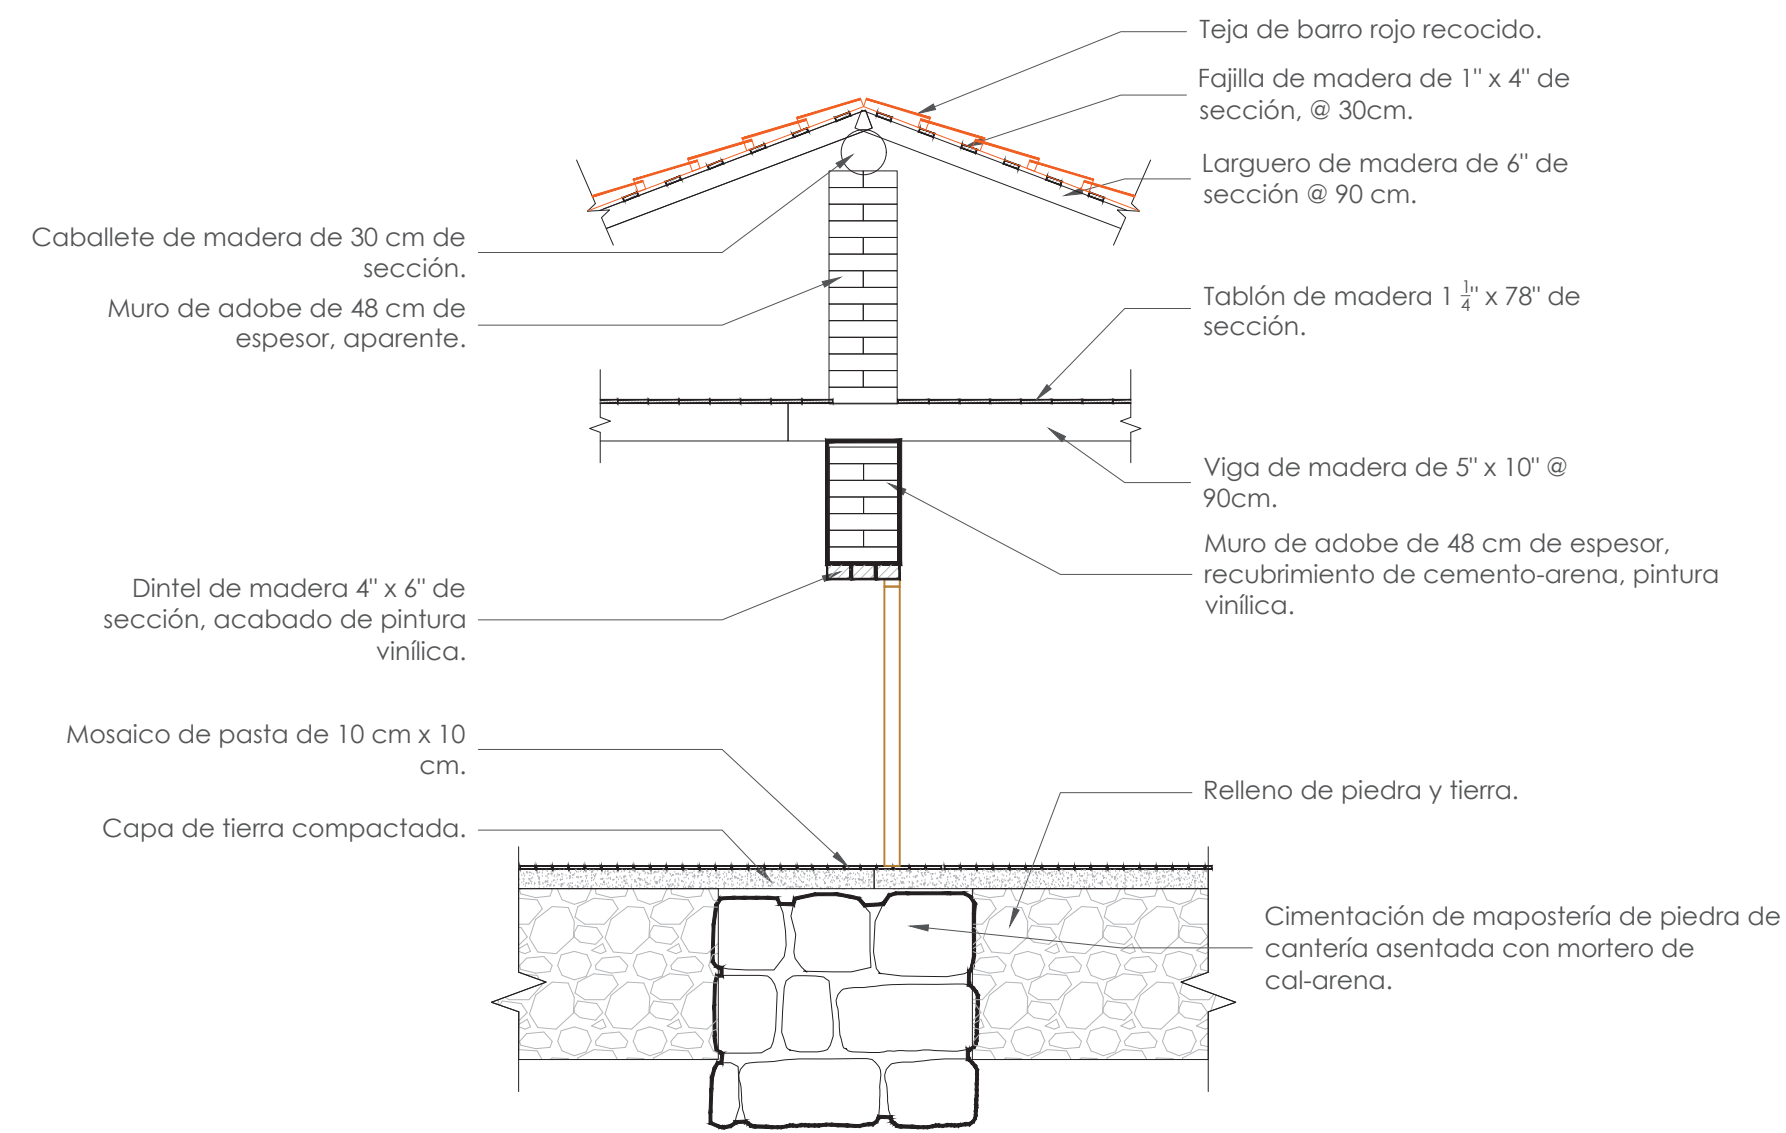 Teja de barro rojo recocido.
Fajilla de madera de 1" x 4" de
sección, @ 30cm.
Larguero de madera de 6" de
sección @ 90 cm.
Caballete de madera de 30 cm de
sección.
Muro de adobe de 48 cm de
espesor, aparente.
Tablón de madera 1 1/4" x 78" de
sección.
Viga de madera de 5" x 10" @
90cm.
Muro de adobe de 48 cm de espesor,
recubrimiento de cemento-arena, pintura
vinílica.
Dintel de madera 4" x 6" de
sección, acabado de pintura
vinílica.
Mosaico de pasta de 10 cm x 10
cm.
Relleno de piedra y tierra.
Capa de tierra compactada.
Cimentación de mapostería de piedra de
cantería asentada con mortero de
cal-arena.